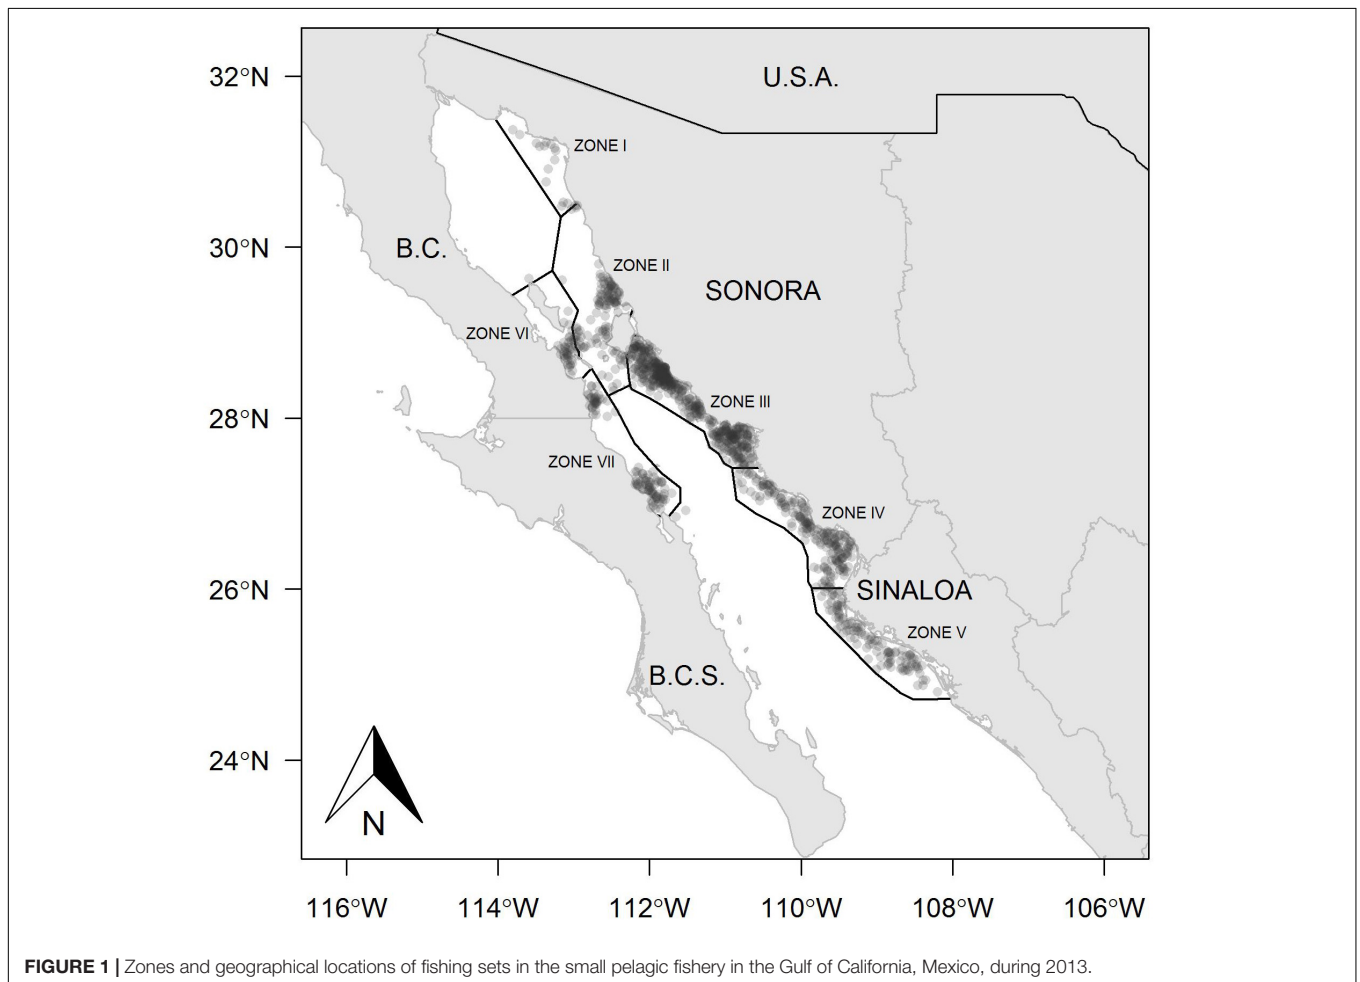 32°N
U.S.A.
ZONE I
30°N
B.C.
ZONE II
SONORA
ZONE VI
ZONE III
28°N
ZONE VII
ZONE IV
26°N
SINALOA
ZONE V
B.C.S.
24°N
N
116°W 114°W 112°W 110°W 108°W 106°W
FIGURE 1 | Zones and geographical locations of fishing sets in the small pelagic fishery in the Gulf of California, Mexico, during 2013.